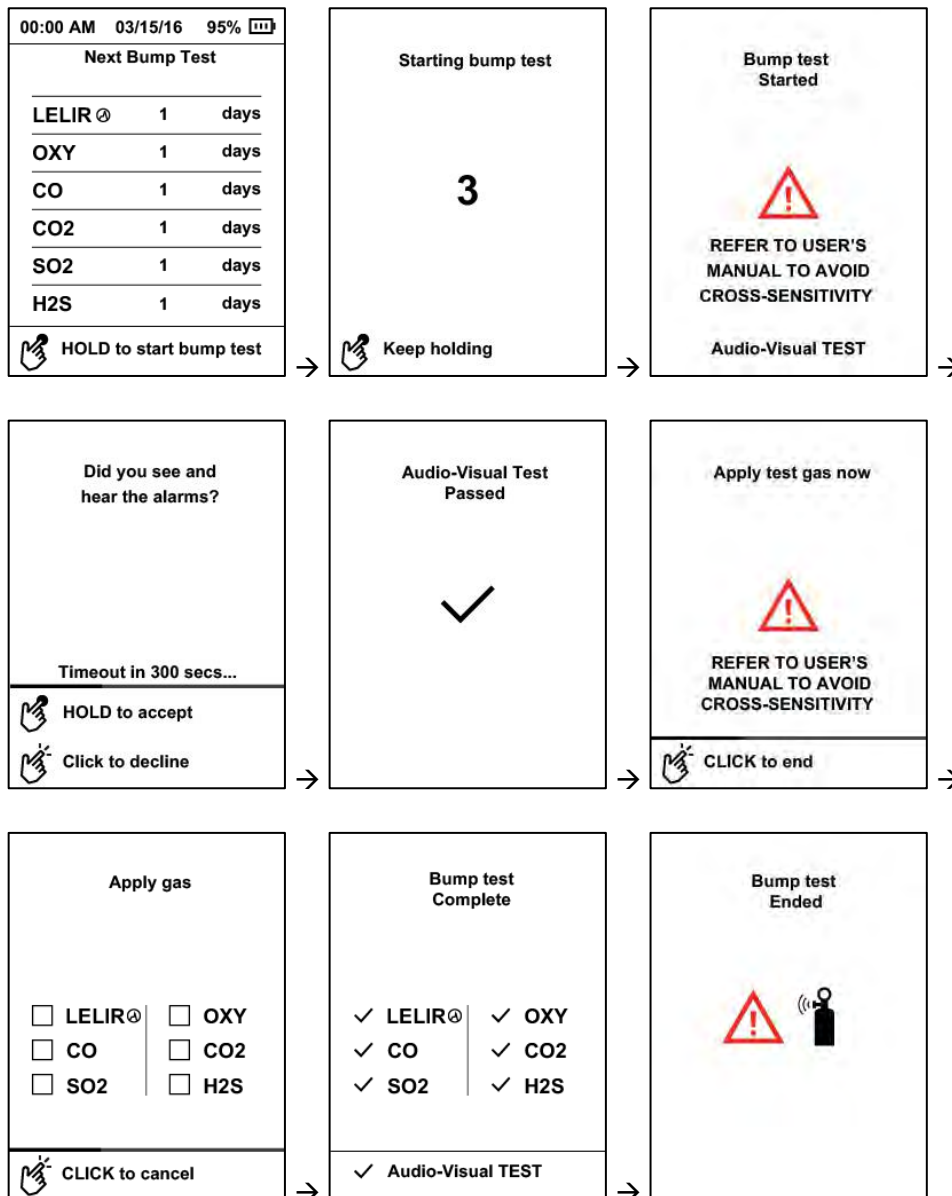 00:00 AM 03/15/16 95%
Next Bump Test
LELIR 1 days
OXY 1 days
CO 1 days
CO2 1 days
SO2 1 days
H2S 1 days
HOLD to start bump test
Starting bump test
3
Keep holding
Bump test
Started
REFER TO USER'S
MANUAL TO AVOID
CROSS-SENSITIVITY
Audio-Visual TEST
Did you see and
hear the alarms?
Timeout in 300 secs...
HOLD to accept
Click to decline
Audio-Visual Test
Passed
Apply test gas now
REFER TO USER'S
MANUAL TO AVOID
CROSS-SENSITIVITY
CLICK to end
Apply gas
LELIR OXY
CO CO2
SO2 H2S
CLICK to cancel
Bump test
Complete
LELIR OXY
CO CO2
SO2 H2S
Audio-Visual TEST
Bump test
Ended